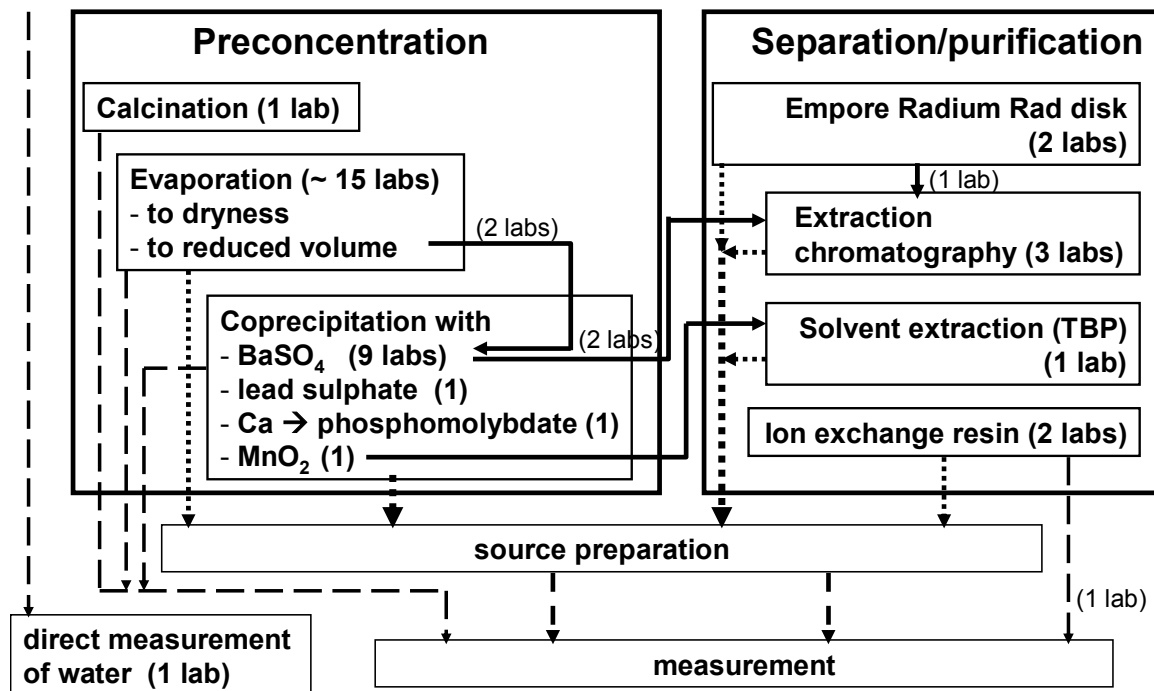 Preconcentration
Calcination (1 lab)
Evaporation (~ 15 labs)
- to dryness
- to reduced volume
(2 labs)
Coprecipitation with
- BaSO₄ (9 labs)
- lead sulphate (1)
- Ca → phosphomolybdate (1)
- MnO₂ (1)
(2 labs)
Separation/purification
Empore Radium Rad disk
(2 labs)
(1 lab)
Extraction
chromatography (3 labs)
Solvent extraction (TBP)
(1 lab)
Ion exchange resin (2 labs)
source preparation
(1 lab)
direct measurement
of water (1 lab)
measurement